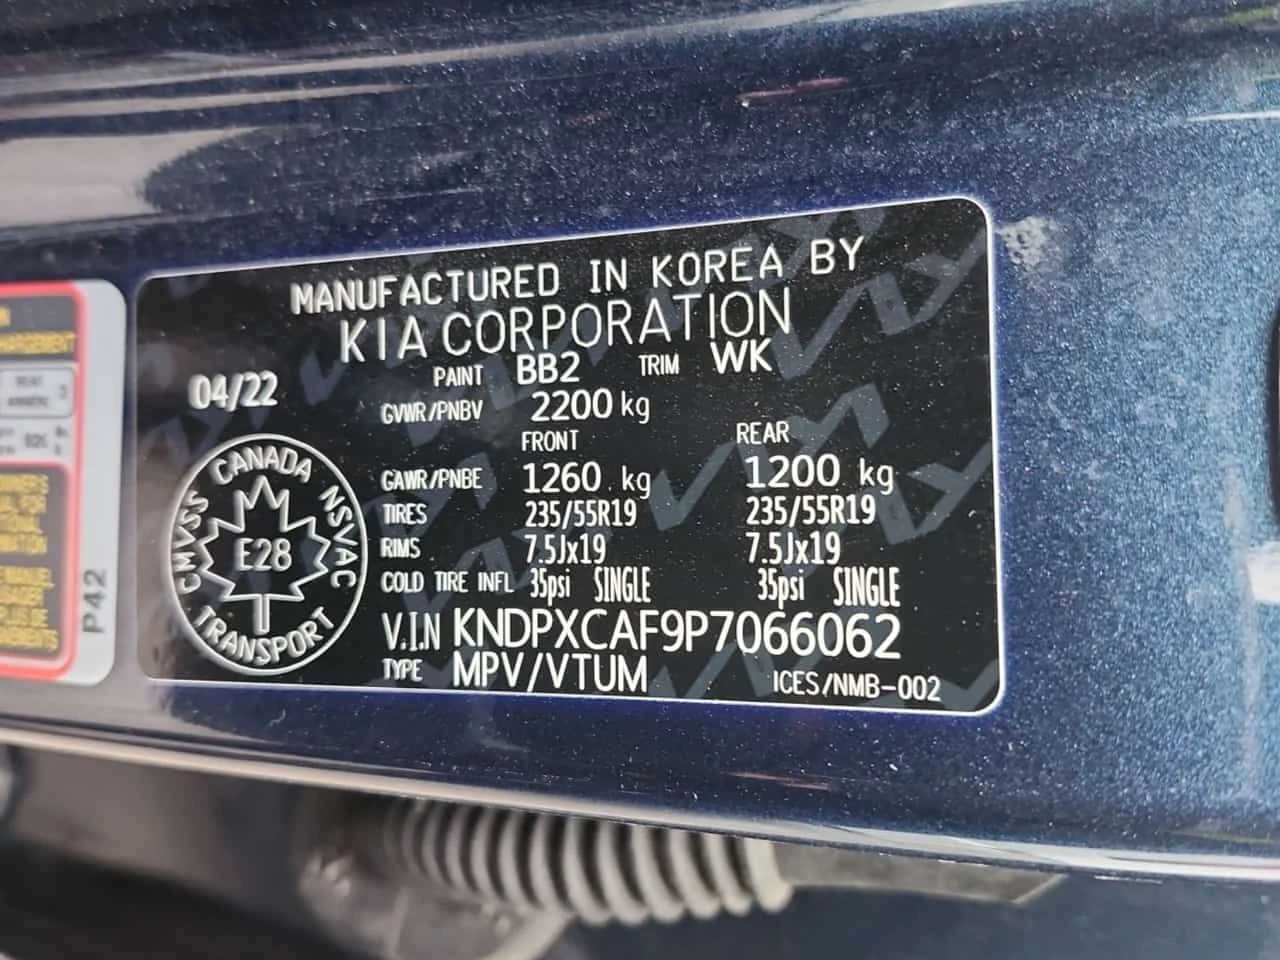 MANUFACTURED IN KOREA BY
KIA CORPORATION
PAINT BB2 TRIM WK
04/22
GVWR/PNBV 2200 kg
FRONT REAR
GAWR/PNBE 1260 kg 1200 kg
TIRES 235/55R19 235/55R19
RIMS 7.5Jx19 7.5Jx19
COLD TIRE INFL 35psi SINGLE 35psi SINGLE
V.I.N KNDPXCAF9P7066062
TYPE MPV/VTUM ICES/NMB-002
CANADA NSVAC
CMVSS
E28
TRANSPORT
P42